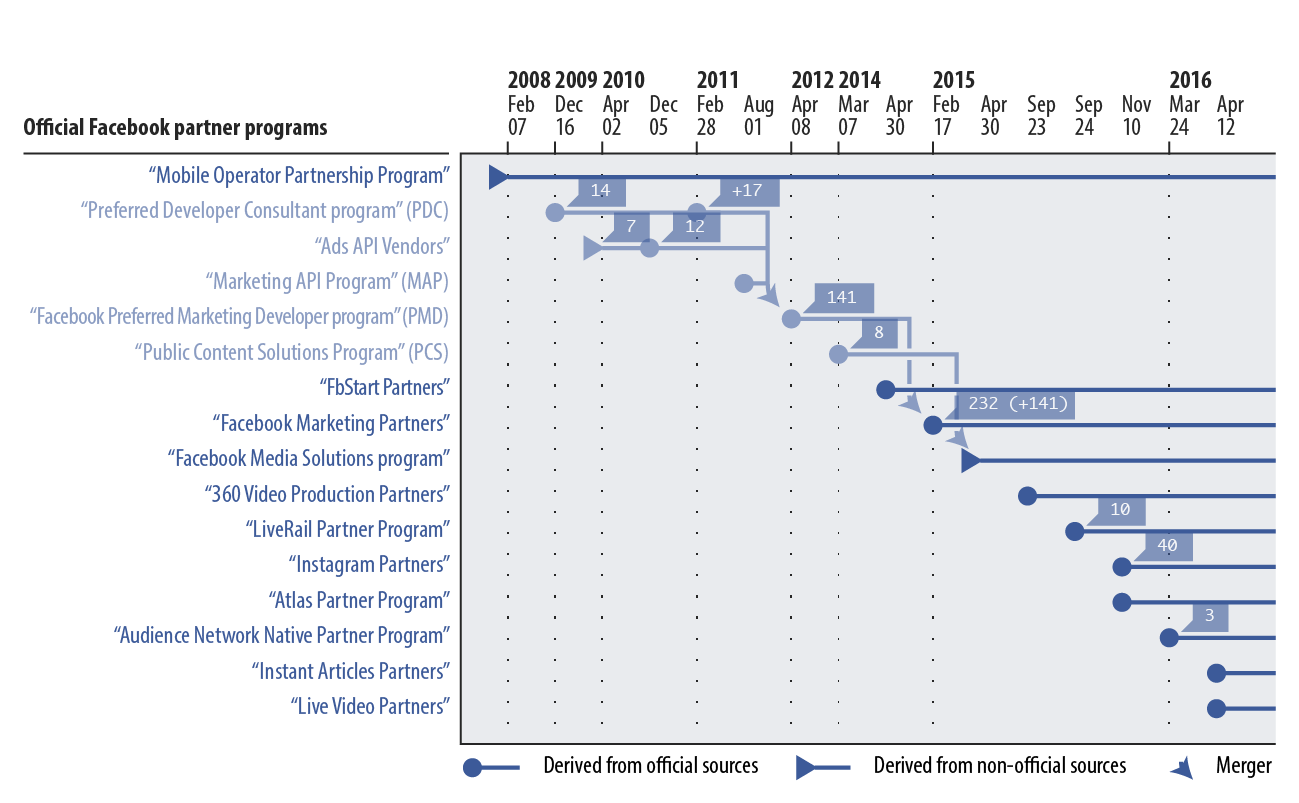 2008 2009 2010 2011 2012 2014 2015 2016
Feb Dec Apr Dec Feb Aug Apr Mar Apr Feb Apr Sep Sep Nov Mar Apr
07 16 02 05 28 01 08 07 30 17 30 23 24 10 24 12
Official Facebook partner programs
“Mobile Operator Partnership Program”
14 +17
“Preferred Developer Consultant program” (PDC)
7 12
“Ads API Vendors”
“Marketing API Program” (MAP)
141
“Facebook Preferred Marketing Developer program” (PMD)
8
“Public Content Solutions Program” (PCS)
“FbStart Partners”
232 (+141)
“Facebook Marketing Partners”
“Facebook Media Solutions program”
“360 Video Production Partners”
10
“LiveRail Partner Program”
40
“Instagram Partners”
“Atlas Partner Program”
3
“Audience Network Native Partner Program”
“Instant Articles Partners”
“Live Video Partners”
Derived from official sources Derived from non-official sources Merger